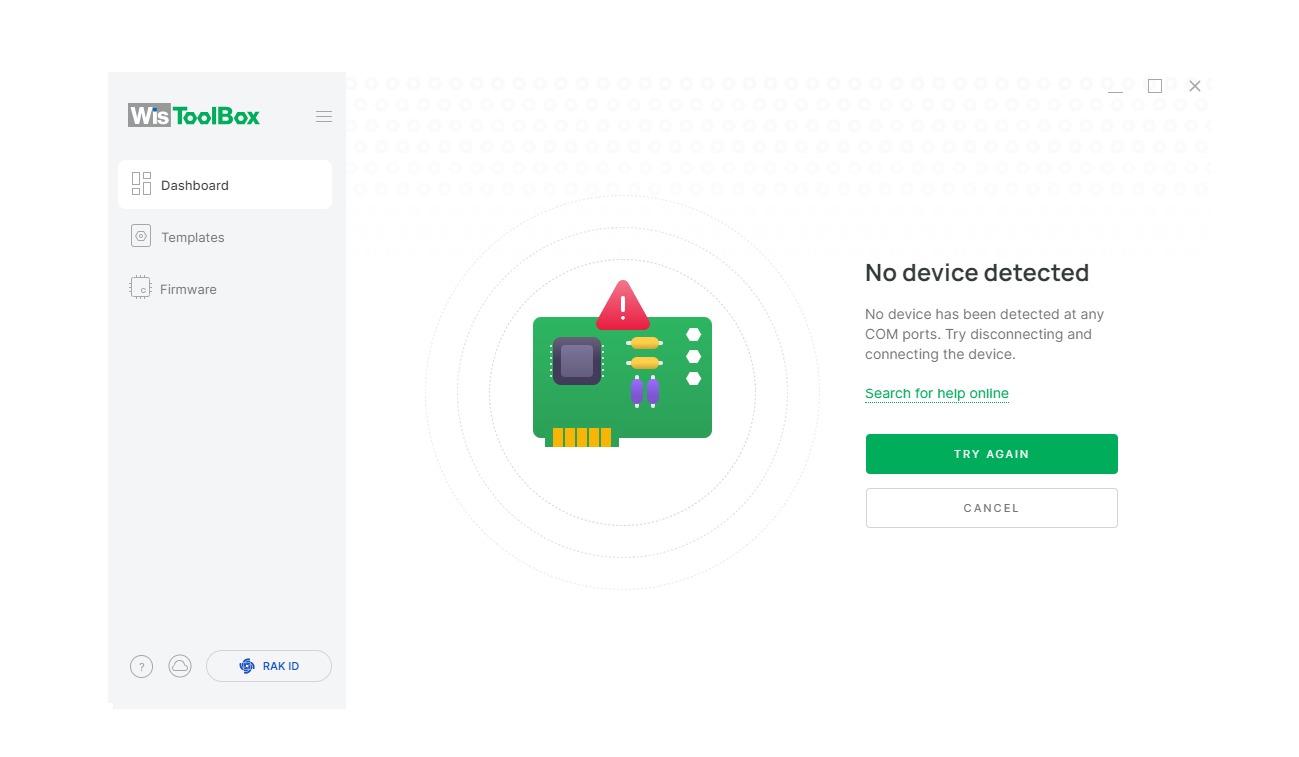 WisToolBox
Dashboard
Templates
C
Firmware
No device detected
No device has been detected at any
COM ports. Try disconnecting and
connecting the device.
Search for help online
TRY AGAIN
CANCEL
?
RAK ID